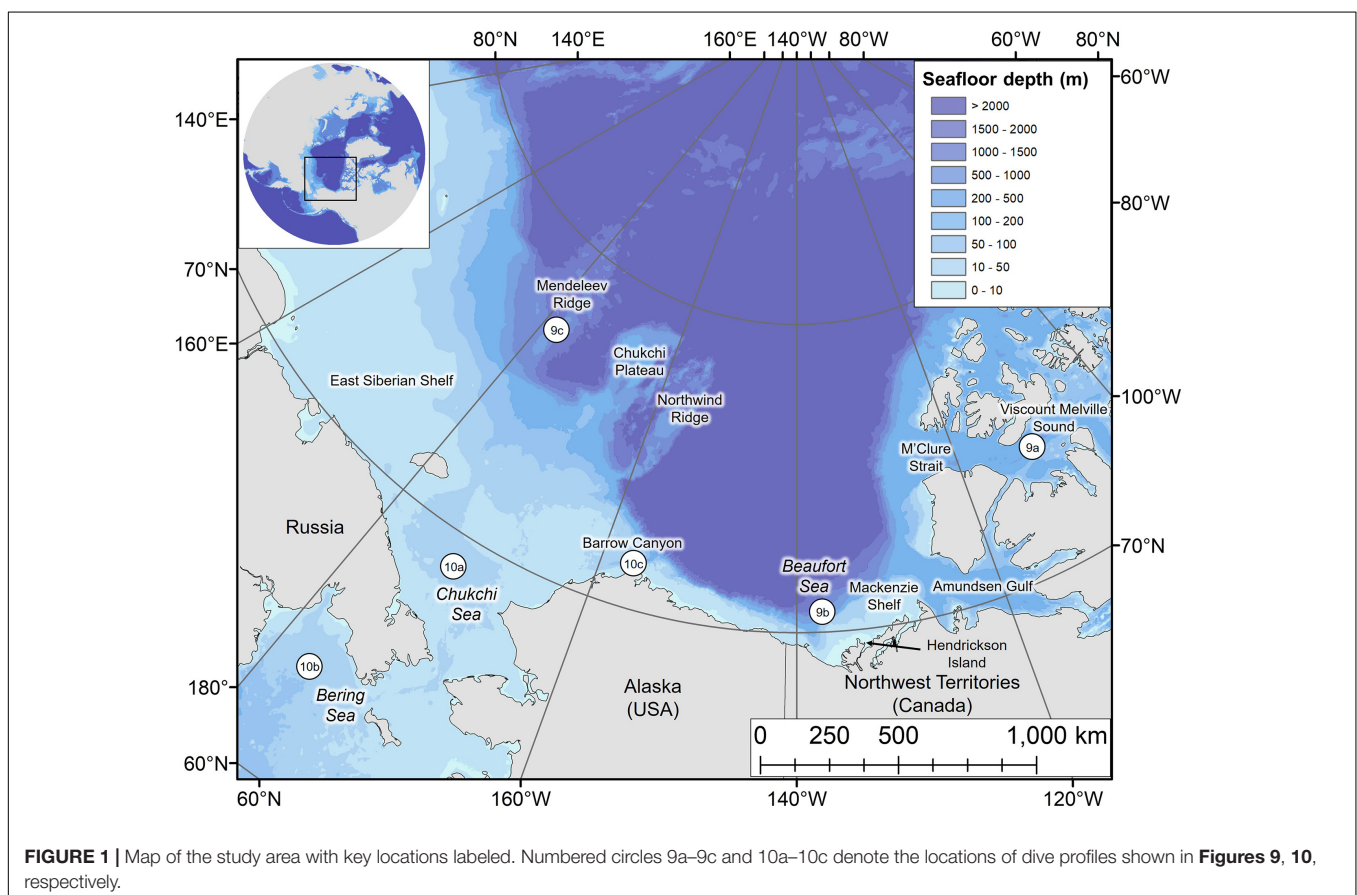 80°N 140°E 160°E 140°W 80°W 60°W 80°N
60°W
140°E
Seafloor depth (m)
> 2000
1500 - 2000
1000 - 1500
500 - 1000
200 - 500
100 - 200
50 - 100
10 - 50
0 - 10
80°W
70°N
160°E
Mendeleev
Ridge
9c
Chukchi
Plateau
East Siberian Shelf
Northwind
Ridge
100°W
Viscount Melville
Sound
9a
M'Clure
Strait
Russia
Barrow Canyon
10c
70°N
10a
Chukchi
Sea
Beaufort
Sea
9b
Mackenzie
Shelf
Amundsen Gulf
Hendrickson
Island
10b
Bering
Sea
180°
Alaska
(USA)
Northwest Territories
(Canada)
0 250 500 1,000 km
60°N
60°N 160°W 140°W 120°W
FIGURE 1 | Map of the study area with key locations labeled. Numbered circles 9a–9c and 10a–10c denote the locations of dive profiles shown in Figures 9, 10,
respectively.